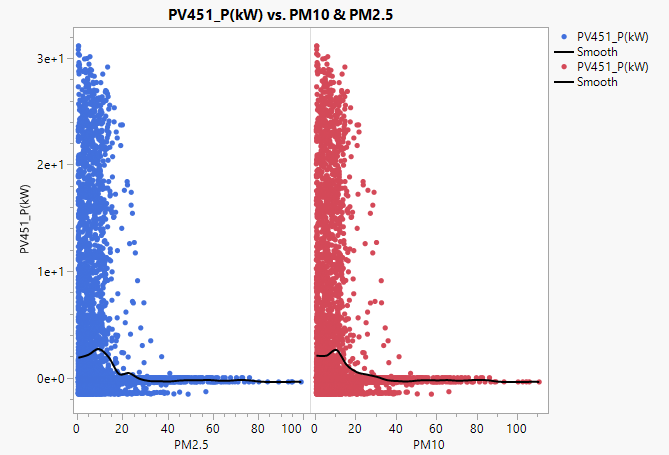 PV451_P(kW) vs. PM10 & PM2.5
PV451_P(kW)
Smooth
PV451_P(kW)
Smooth
3e+1
2e+1
1e+1
0e+0
PV451_P(kW)
0 20 40 60 80 100
0 20 40 60 80 100
PM2.5
PM10